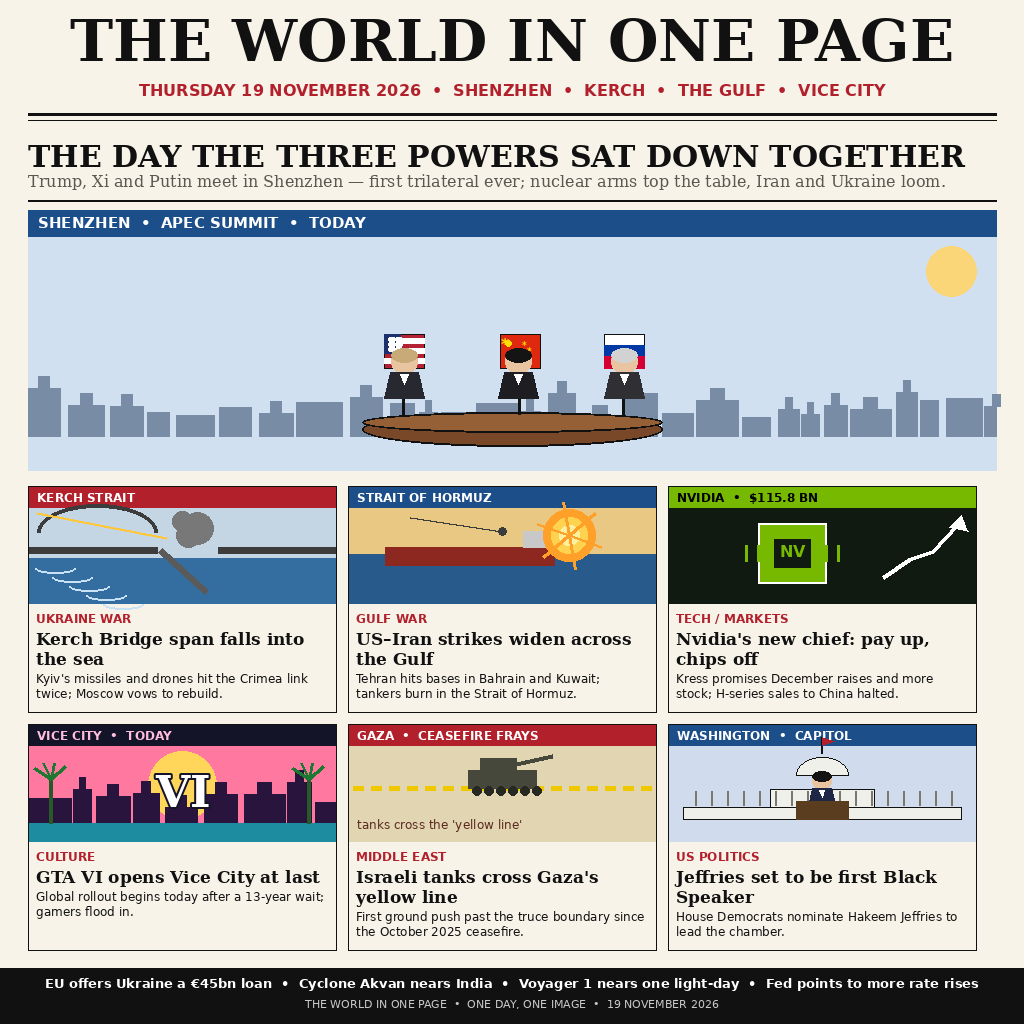 THE WORLD IN ONE PAGE
THURSDAY 19 NOVEMBER 2026 • SHENZHEN • KERCH • THE GULF • VICE CITY
THE DAY THE THREE POWERS SAT DOWN TOGETHER
Trump, Xi and Putin meet in Shenzhen — first trilateral ever; nuclear arms top the table, Iran and Ukraine loom.
SHENZHEN • APEC SUMMIT • TODAY
KERCH STRAIT
UKRAINE WAR
Kerch Bridge span falls into
the sea
Kyiv's missiles and drones hit the Crimea link
twice; Moscow vows to rebuild.
STRAIT OF HORMUZ
GULF WAR
US–Iran strikes widen across
the Gulf
Tehran hits bases in Bahrain and Kuwait;
tankers burn in the Strait of Hormuz.
NVIDIA • $115.8 BN
NV
TECH / MARKETS
Nvidia's new chief: pay up,
chips off
Kress promises December raises and more
stock; H-series sales to China halted.
VICE CITY • TODAY
VI
CULTURE
GTA VI opens Vice City at last
Global rollout begins today after a 13-year wait;
gamers flood in.
GAZA • CEASEFIRE FRAYS
tanks cross the 'yellow line'
MIDDLE EAST
Israeli tanks cross Gaza's
yellow line
First ground push past the truce boundary since
the October 2025 ceasefire.
WASHINGTON • CAPITOL
US POLITICS
Jeffries set to be first Black
Speaker
House Democrats nominate Hakeem Jeffries to
lead the chamber.
EU offers Ukraine a €45bn loan • Cyclone Akvan nears India • Voyager 1 nears one light-day • Fed points to more rate rises
THE WORLD IN ONE PAGE • ONE DAY, ONE IMAGE • 19 NOVEMBER 2026